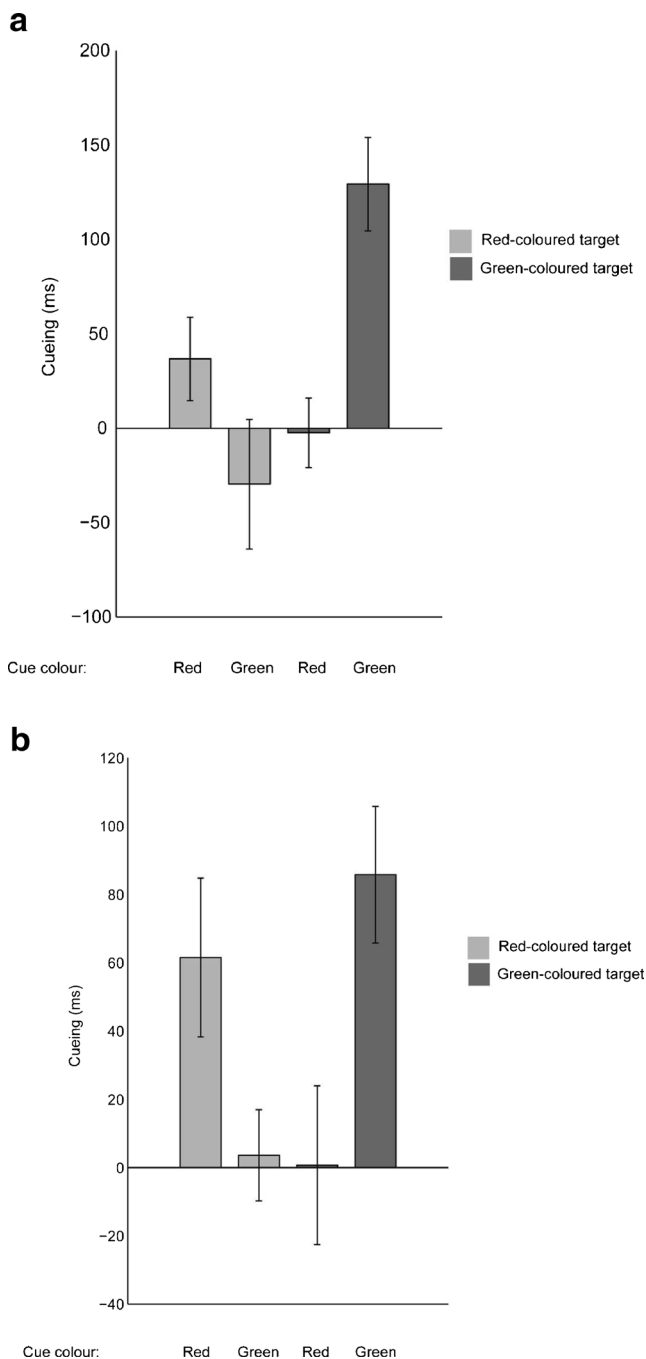 a
200
150
100
50
0
−50
−100
Cueing (ms)
Red-coloured target
Green-coloured target
Cue colour: Red Green Red Green
b
120
100
80
60
40
20
0
−20
−40
Cueing (ms)
Red-coloured target
Green-coloured target
Cue colour: Red Green Red Green